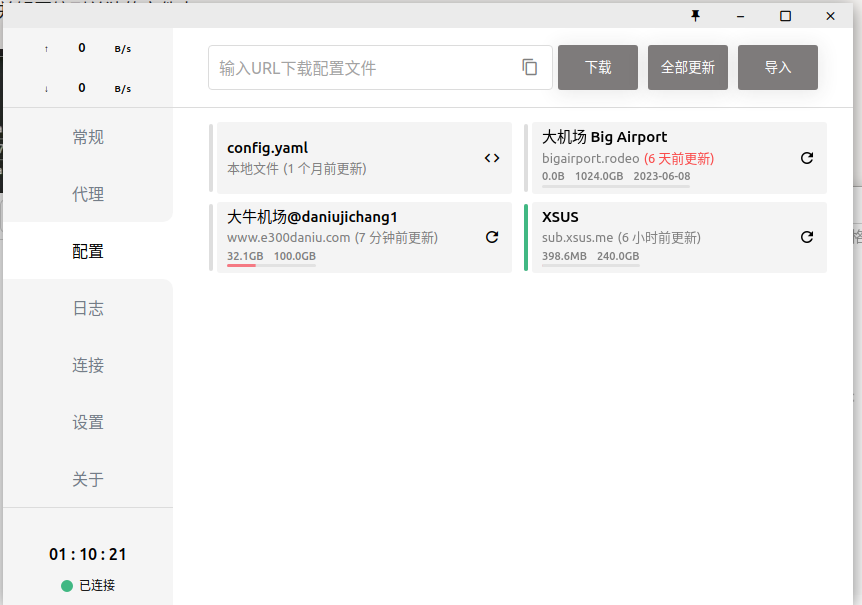 ↑ 0 B/s
↓ 0 B/s
输入URL下载配置文件
下载
全部更新
导入
常规
代理
配置
日志
连接
设置
关于
config.yaml
本地文件 (1 个月前更新)
大机场 Big Airport
bigairport.rodeo (6 天前更新)
0.0B 1024.0GB 2023-06-08
大牛机场@daniujichang1
www.e300daniu.com (7 分钟前更新)
32.1GB 100.0GB
XSUS
sub.xsus.me (6 小时前更新)
398.6MB 240.0GB
01 : 10 : 21
已连接